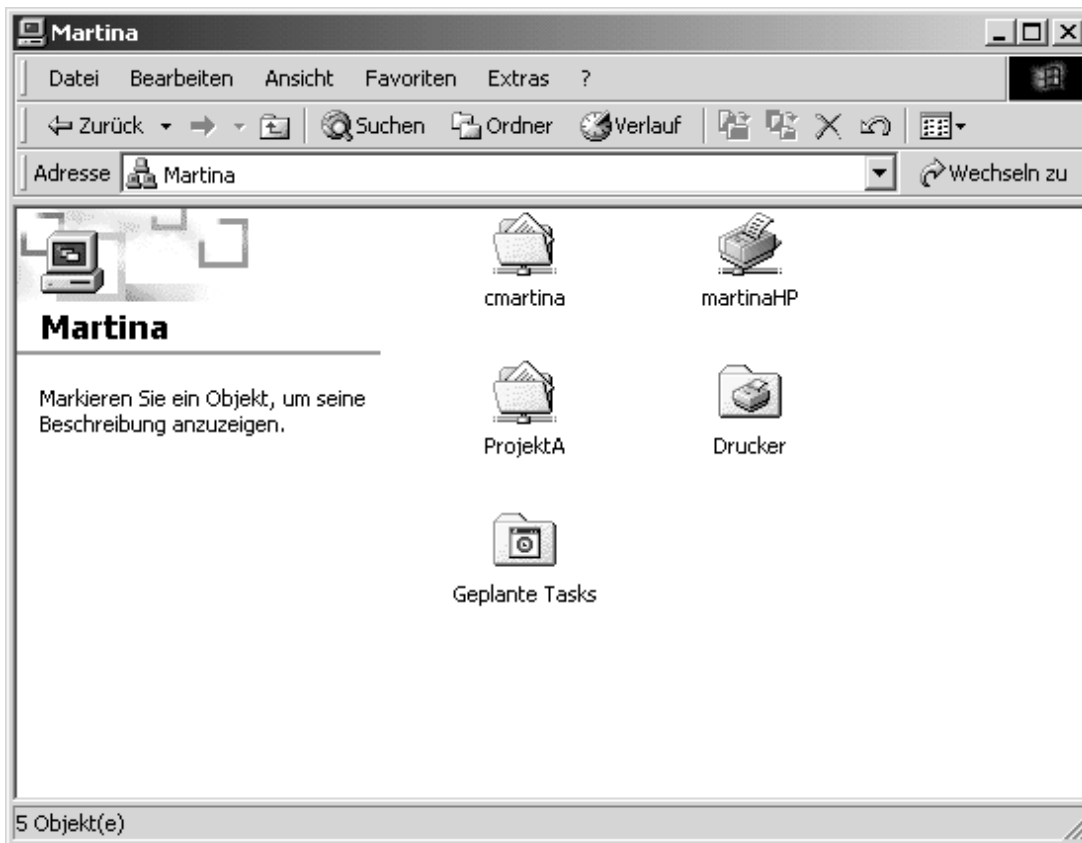 Martina
Datei Bearbeiten Ansicht Favoriten Extras ?
Zurück Suchen Ordner Verlauf
Adresse Martina Wechseln zu
Martina
Markieren Sie ein Objekt, um seine
Beschreibung anzuzeigen.
cmartina martinaHP
ProjektA Drucker
Geplante Tasks
5 Objekt(e)